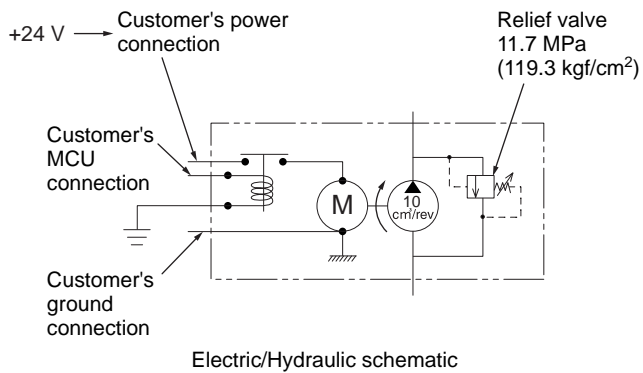 +24 V
Customer's power
connection
Relief valve
11.7 MPa
(119.3 kgf/cm²)
Customer's
MCU
connection
M
10
cm³/rev
Customer's
ground
connection
Electric/Hydraulic schematic